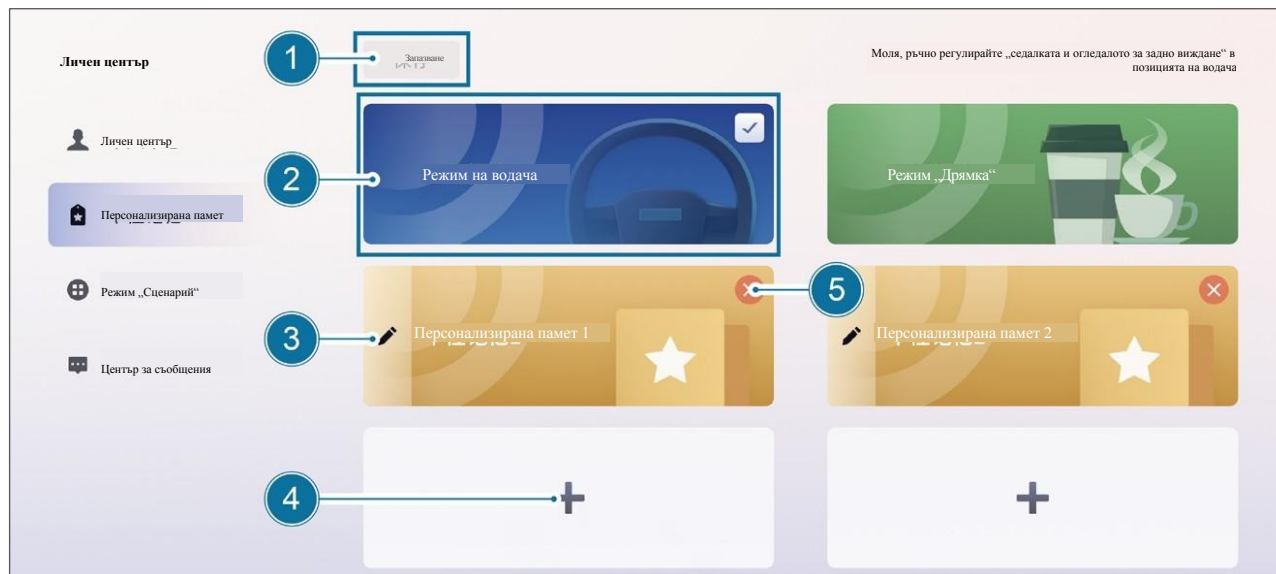 Личен център
1
Запазване
Моля, ръчно регулирайте „седалката и огледалото за задно виждане“ в
позицията на водача
Личен център
2
Режим на водача
Режим „Дрямка“
Персонализирана памет
Режим „Сценарий“
5
3
Персонализирана памет 1
Персонализирана памет 2
Център за съобщения
4